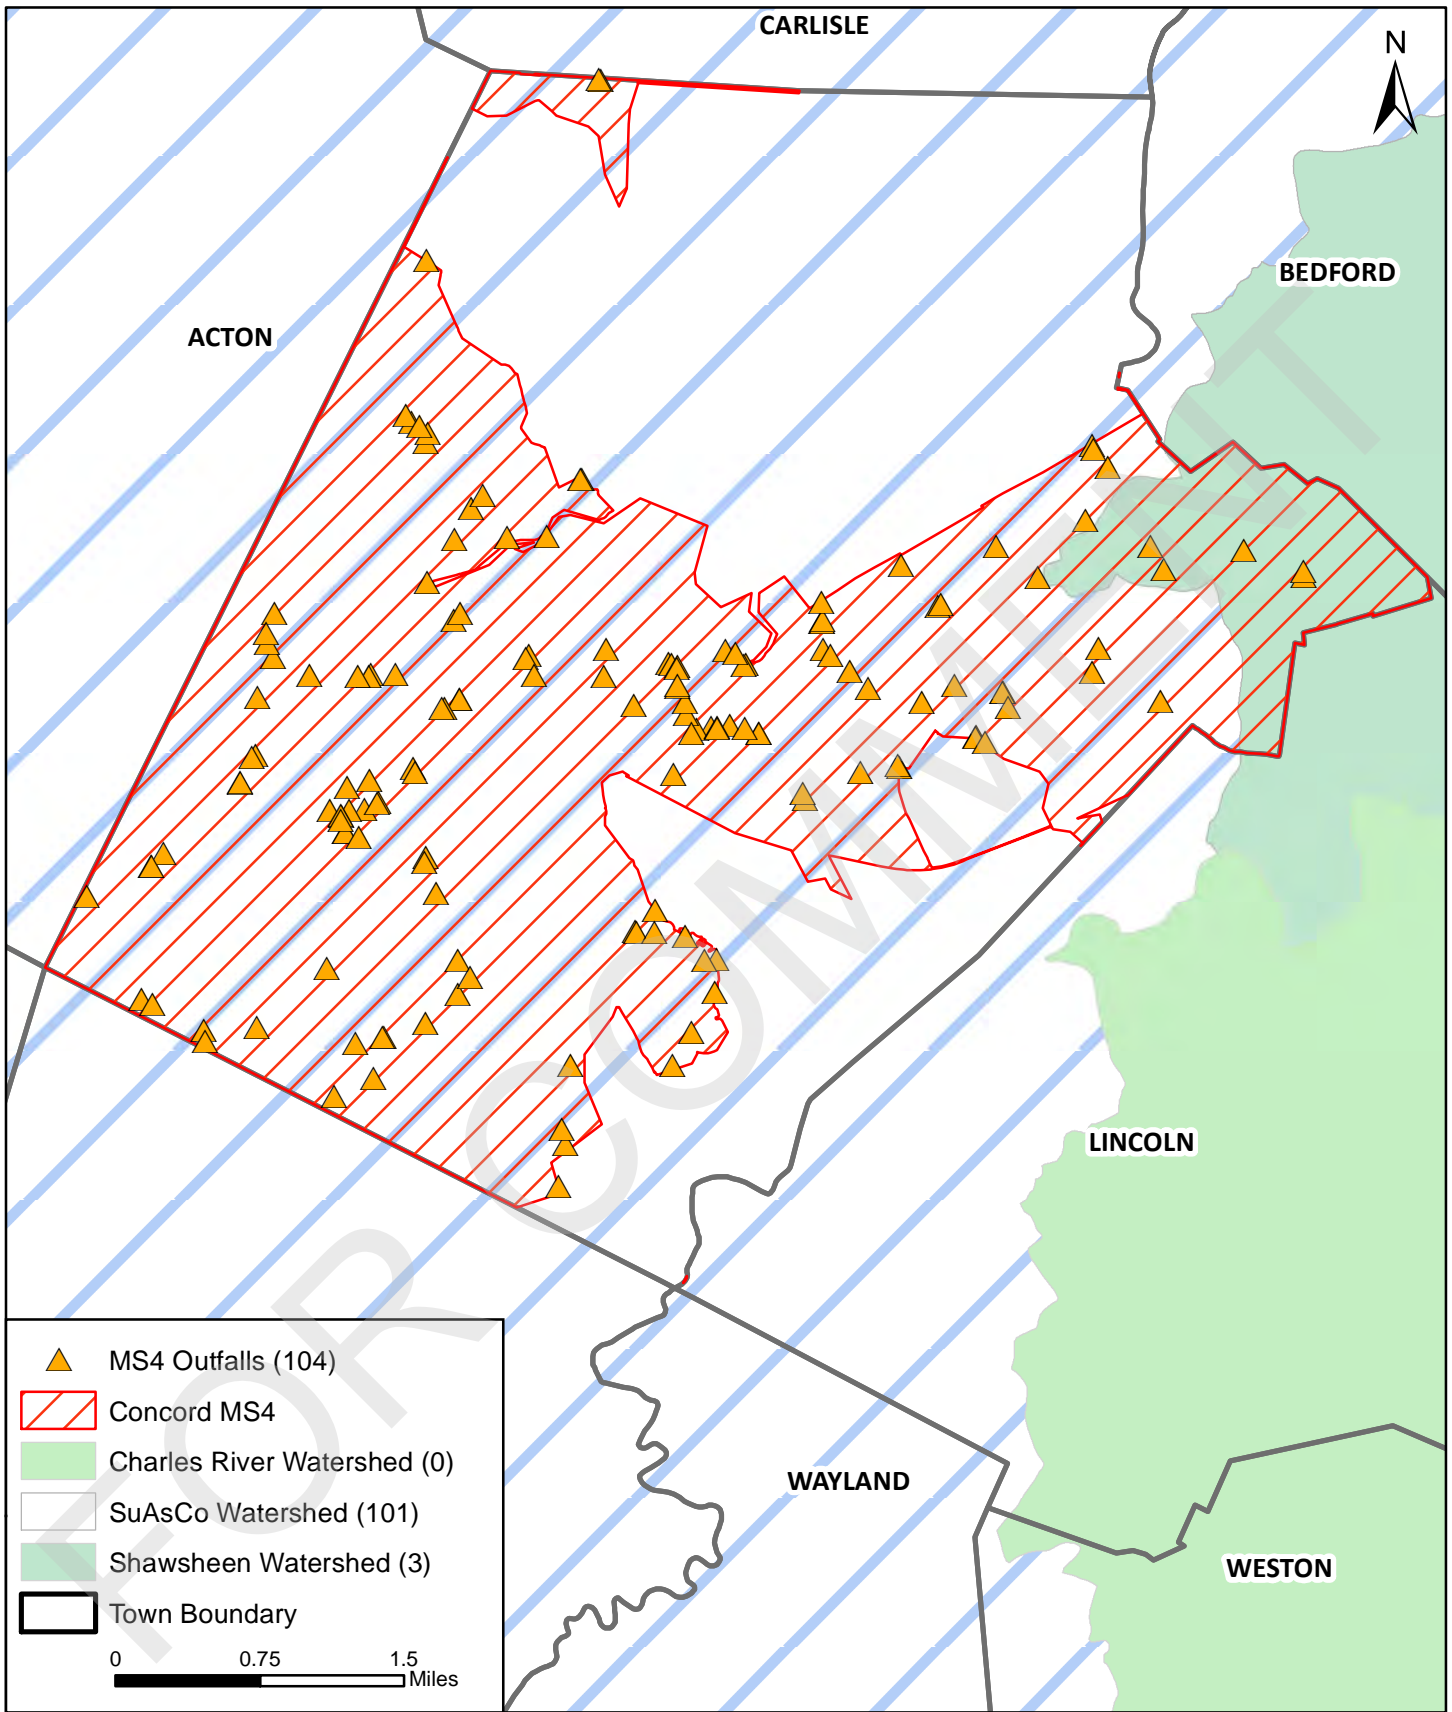 CARLISLE
N
BEDFORD
ACTON
LINCOLN
WAYLAND
WESTON
MS4 Outfalls (104)
Concord MS4
Charles River Watershed (0)
SuAsCo Watershed (101)
Shawsheen Watershed (3)
Town Boundary
0 0.75 1.5
Miles
FOR COMMENT